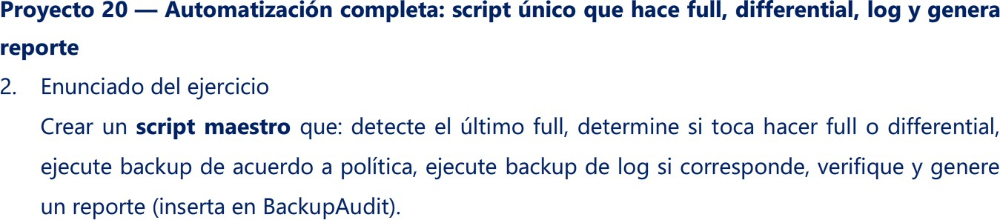 Proyecto 20 — Automatización completa: script único que hace full, differential, log y genera
reporte
2. Enunciado del ejercicio
Crear un script maestro que: detecte el último full, determine si toca hacer full o differential,
ejecute backup de acuerdo a política, ejecute backup de log si corresponde, verifique y genere
un reporte (inserta en BackupAudit).